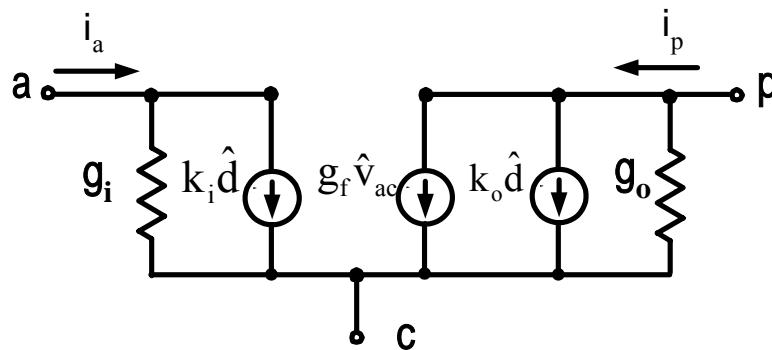 i_a i_p
a p
g_i k_i d̂ g_f v̂_ac k_o d̂ g_o
c